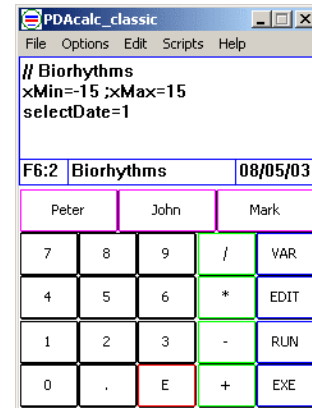 PDAcalc_classic
File Options Edit Scripts Help
// Biorhythms
xMin=-15 ;xMax=15
selectDate=1
F6:2 Biorhythms 08/05/03
Peter John Mark
7 8 9 / VAR
4 5 6 * EDIT
1 2 3 - RUN
0 . E + EXE